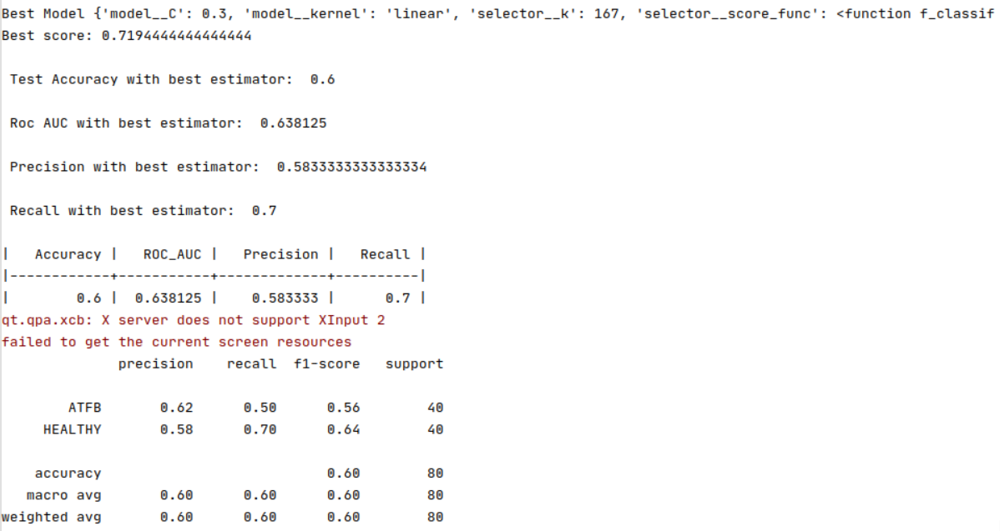 Best Model {'model__C': 0.3, 'model__kernel': 'linear', 'selector__k': 167, 'selector__score_func': <function f_classif
Best score: 0.7194444444444444
Test Accuracy with best estimator:  0.6
Roc AUC with best estimator:  0.638125
Precision with best estimator:  0.5833333333333334
Recall with best estimator:  0.7
|   Accuracy |   ROC_AUC |   Precision |   Recall |
|------------+-----------+-------------+----------|
|        0.6 |  0.638125 |    0.583333 |      0.7 |
qt.qpa.xcb: X server does not support XInput 2
failed to get the current screen resources
              precision    recall  f1-score   support
        ATFB       0.62      0.50      0.56        40
     HEALTHY       0.58      0.70      0.64        40
    accuracy                           0.60        80
   macro avg       0.60      0.60      0.60        80
weighted avg       0.60      0.60      0.60        80